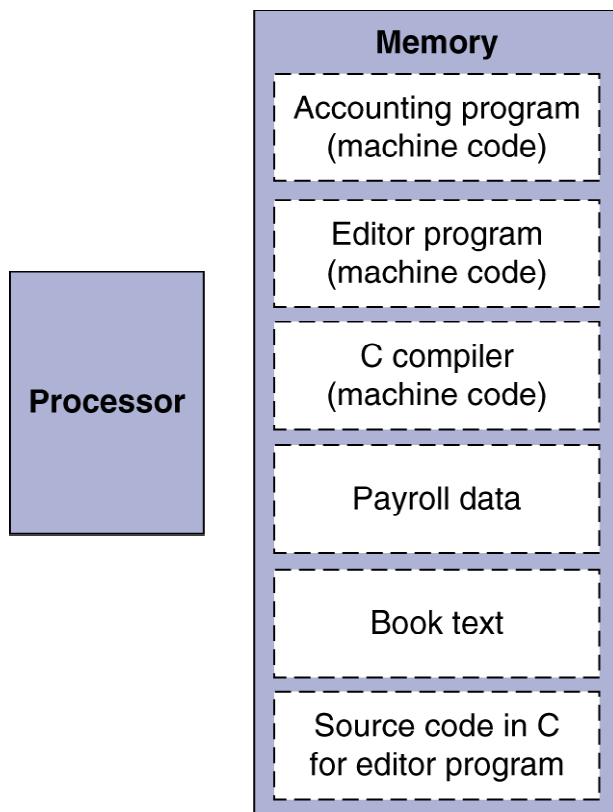 Memory
Accounting program
(machine code)
Editor program
(machine code)
C compiler
(machine code)
Processor
Payroll data
Book text
Source code in C
for editor program